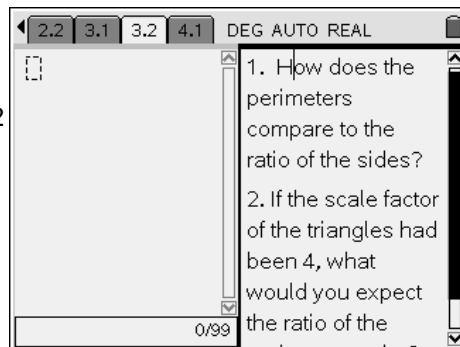 2.2 3.1 3.2 4.1 DEG AUTO REAL
2
1. How does the
perimeters
compare to the
ratio of the sides?
2. If the scale factor
of the triangles had
been 4, what
would you expect
the ratio of the
0/99